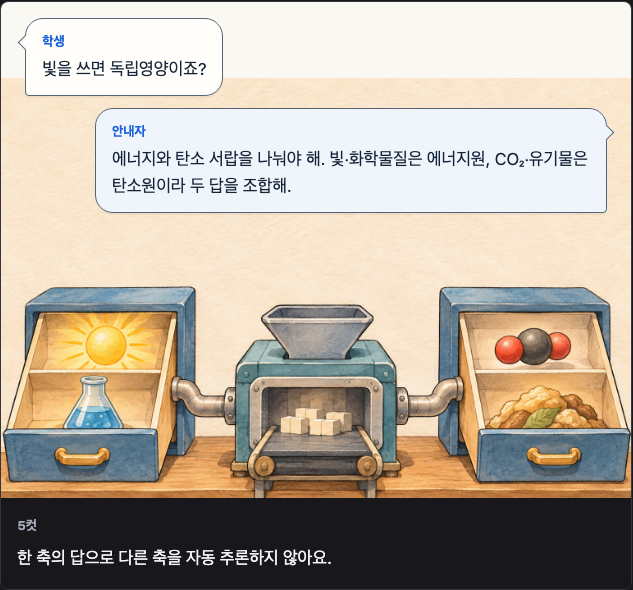 학생
빛을 쓰면 독립영양이죠?
안내자
에너지와 탄소 서랍을 나눠야 해. 빛·화학물질은 에너지원, CO₂·유기물은
탄소원이라 두 답을 조합해.
5컷
한 축의 답으로 다른 축을 자동 추론하지 않아요.